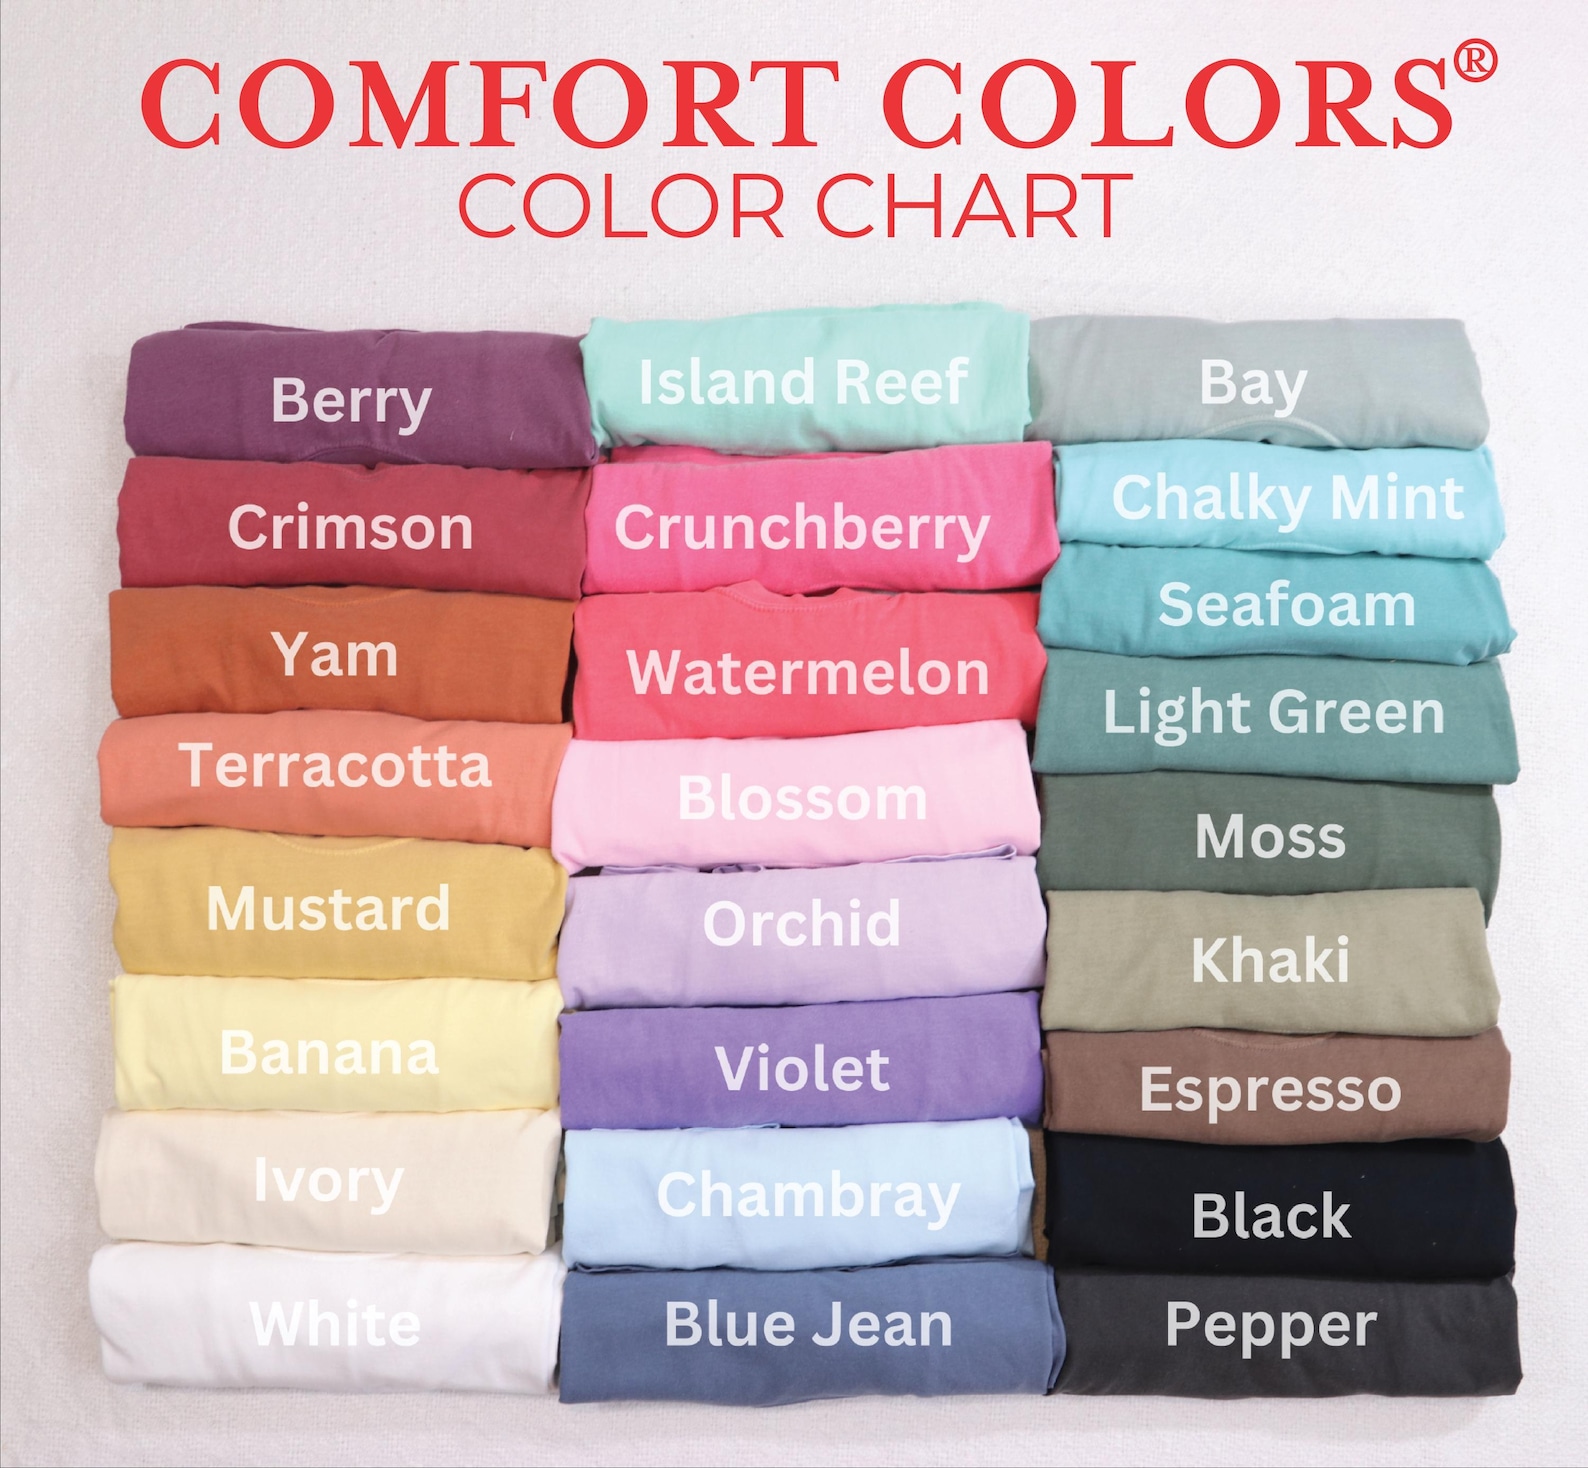 COMFORT COLORS®
COLOR CHART
Berry
Crimson
Yam
Terracotta
Mustard
Banana
Ivory
White
Island Reef
Crunchberry
Watermelon
Blossom
Orchid
Violet
Chambray
Blue Jean
Bay
Chalky Mint
Seafoam
Light Green
Moss
Khaki
Espresso
Black
Pepper